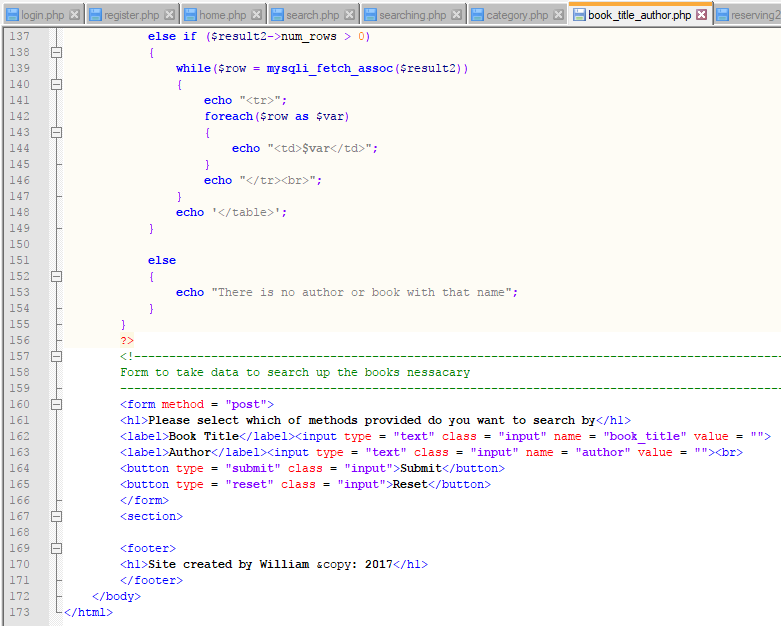 login.php register.php home.php search.php searching.php category.php book_title_author.php reserving2
137 else if ($result2->num_rows > 0)
138 {
139 while($row = mysqli_fetch_assoc($result2))
140 {
141 echo "<tr>";
142 foreach($row as $var)
143 {
144 echo "<td>$var</td>";
145 }
146 echo "</tr><br>";
147 }
148 echo '</table>';
149 }
150
151 else
152 {
153 echo "There is no author or book with that name";
154 }
155 }
156 ?>
157 <!--------------------------------------------------------------------------------------------
158 Form to take data to search up the books nessacary
159 ----------------------------------------------------------------------------------------------
160 <form method = "post">
161 <h1>Please select which of methods provided do you want to search by</h1>
162 <label>Book Title</label><input type = "text" class = "input" name = "book_title" value = "">
163 <label>Author</label><input type = "text" class = "input" name = "author" value = ""><br>
164 <button type = "submit" class = "input">Submit</button>
165 <button type = "reset" class = "input">Reset</button>
166 </form>
167 <section>
168
169 <footer>
170 <h1>Site created by William &copy: 2017</h1>
171 </footer>
172 </body>
173 </html>